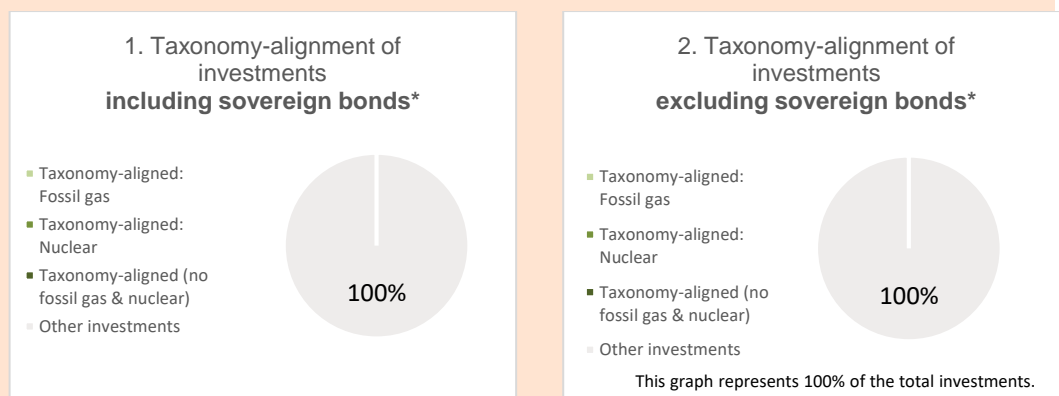 1. Taxonomy-alignment of
investments
including sovereign bonds*
Taxonomy-aligned:
Fossil gas
Taxonomy-aligned:
Nuclear
Taxonomy-aligned (no
fossil gas & nuclear)
Other investments
100%
2. Taxonomy-alignment of
investments
excluding sovereign bonds*
Taxonomy-aligned:
Fossil gas
Taxonomy-aligned:
Nuclear
Taxonomy-aligned (no
fossil gas & nuclear)
Other investments
100%
This graph represents 100% of the total investments.